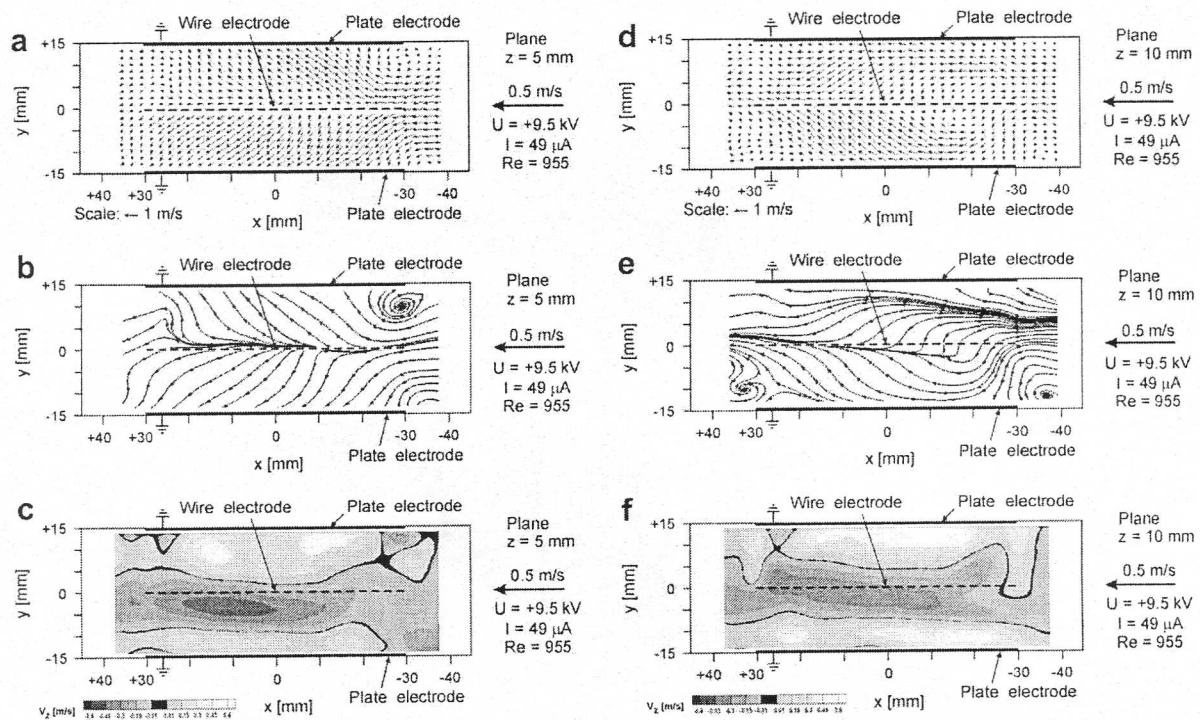 a
Wire electrode
Plate electrode
+15
0
-15
y [mm]
+40
+30
0
-30
-40
x [mm]
Scale: ← 1 m/s
Plate electrode
Plane
z = 5 mm
0.5 m/s
U = +9.5 kV
I = 49 µA
Re = 955
b
Wire electrode
Plate electrode
+15
0
-15
y [mm]
+40
+30
0
-30
-40
x [mm]
Plate electrode
Plane
z = 5 mm
0.5 m/s
U = +9.5 kV
I = 49 µA
Re = 955
c
Wire electrode
Plate electrode
+15
0
-15
y [mm]
+40
+30
0
-30
-40
x [mm]
Plate electrode
Plane
z = 5 mm
0.5 m/s
U = +9.5 kV
I = 49 µA
Re = 955
Vz [m/s]
d
Wire electrode
Plate electrode
+15
0
-15
y [mm]
+40
+30
0
-30
-40
x [mm]
Scale: ← 1 m/s
Plate electrode
Plane
z = 10 mm
0.5 m/s
U = +9.5 kV
I = 49 µA
Re = 955
e
Wire electrode
Plate electrode
+15
0
-15
y [mm]
+40
+30
0
-30
-40
x [mm]
Plate electrode
Plane
z = 10 mm
0.5 m/s
U = +9.5 kV
I = 49 µA
Re = 955
f
Wire electrode
Plate electrode
+15
0
-15
y [mm]
+40
+30
0
-30
-40
x [mm]
Plate electrode
Plane
z = 10 mm
0.5 m/s
U = +9.5 kV
I = 49 µA
Re = 955
Vz [m/s]